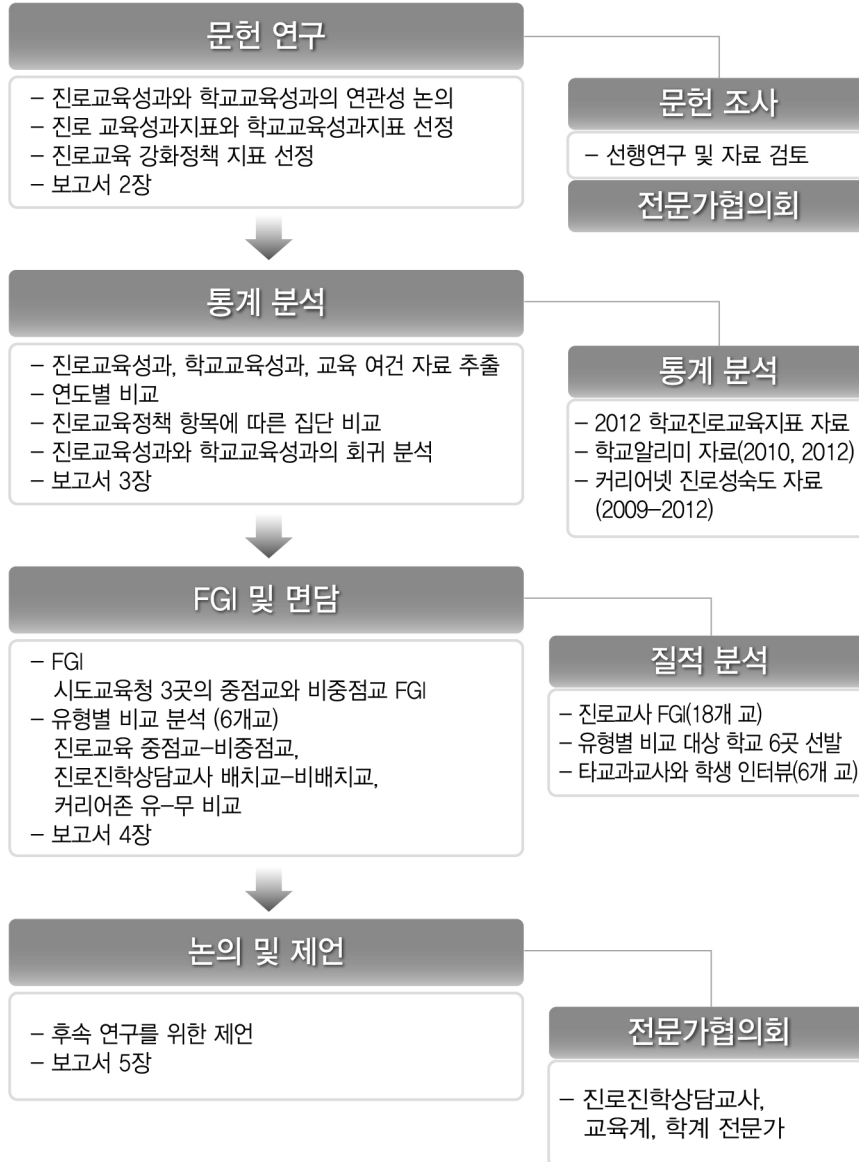 문헌 연구
– 진로교육성과와 학교교육성과의 연관성 논의
– 진로 교육성과지표와 학교교육성과지표 선정
– 진로교육 강화정책 지표 선정
– 보고서 2장
문헌 조사
– 선행연구 및 자료 검토
전문가협의회
통계 분석
– 진로교육성과, 학교교육성과, 교육 여건 자료 추출
– 연도별 비교
– 진로교육정책 항목에 따른 집단 비교
– 진로교육성과와 학교교육성과의 회귀 분석
– 보고서 3장
통계 분석
– 2012 학교진로교육지표 자료
– 학교알리미 자료(2010, 2012)
– 커리어넷 진로성숙도 자료
(2009–2012)
FGI 및 면담
– FGI
시도교육청 3곳의 중점교와 비중점교 FGI
– 유형별 비교 분석 (6개교)
진로교육 중점교–비중점교,
진로진학상담교사 배치교–비배치교,
커리어존 유–무 비교
– 보고서 4장
질적 분석
– 진로교사 FGI(18개 교)
– 유형별 비교 대상 학교 6곳 선발
– 타교과교사와 학생 인터뷰(6개 교)
논의 및 제언
– 후속 연구를 위한 제언
– 보고서 5장
전문가협의회
– 진로진학상담교사,
교육계, 학계 전문가